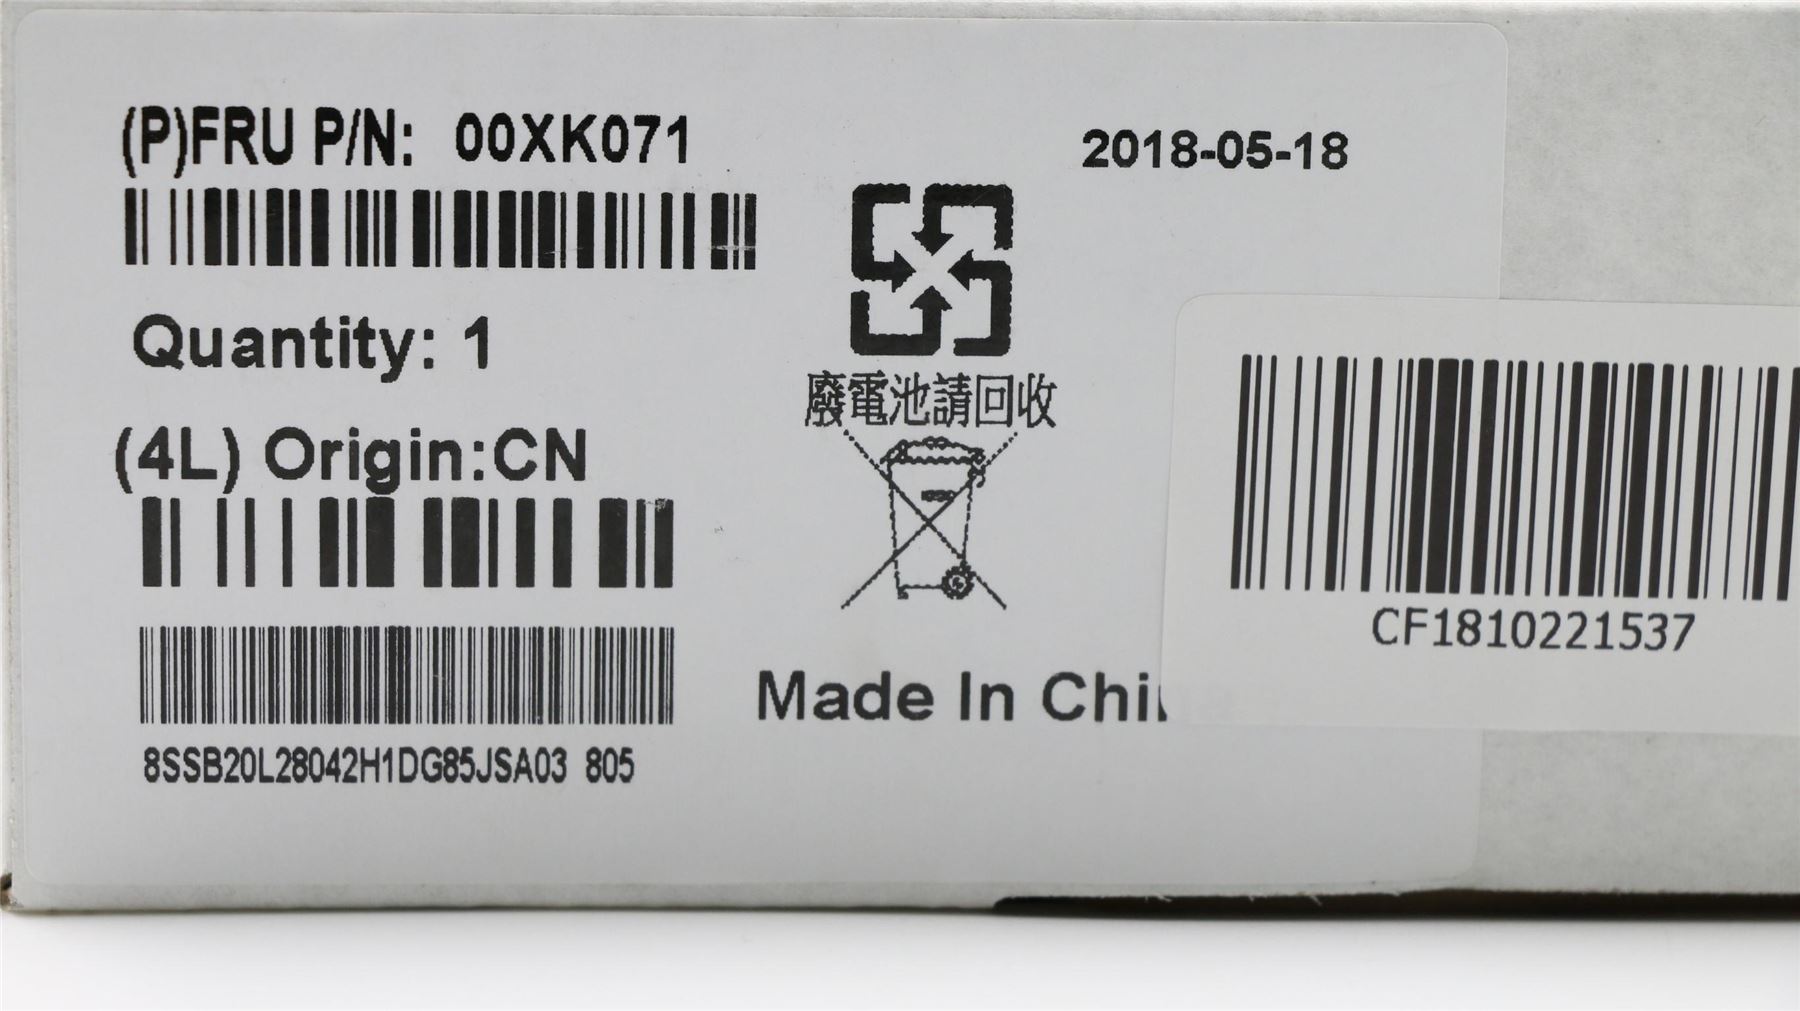 (P)FRU P/N: 00XK071
2018-05-18
Quantity: 1
廢電池請回收
(4L) Origin:CN
CF1810221537
Made In Chi
8SSB20L28042H1DG85JSA03 805